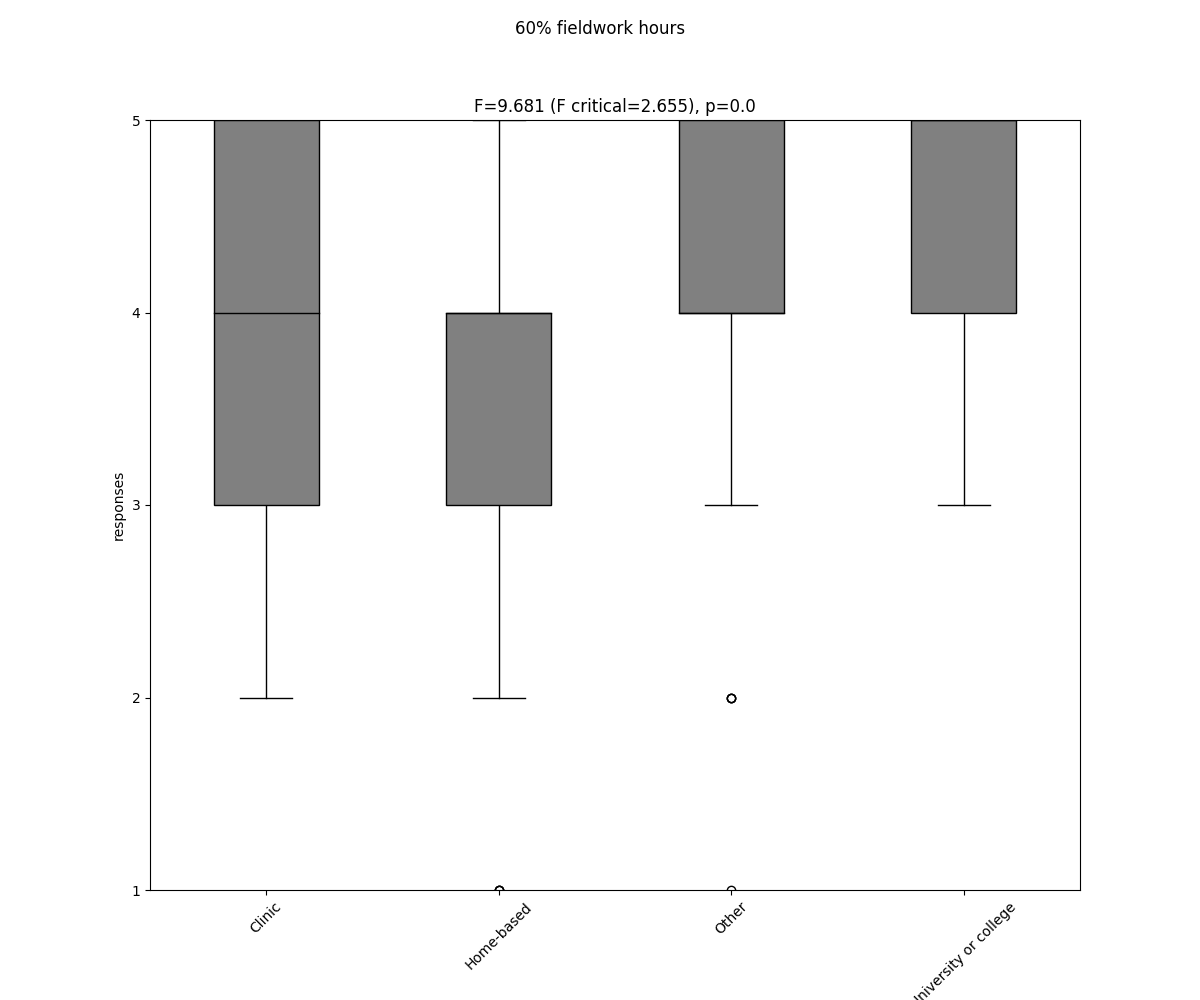 60% fieldwork hours
F=9.681 (F critical=2.655), p=0.0
responses
5
4
3
2
1
Clinic
Home-based
Other
or college